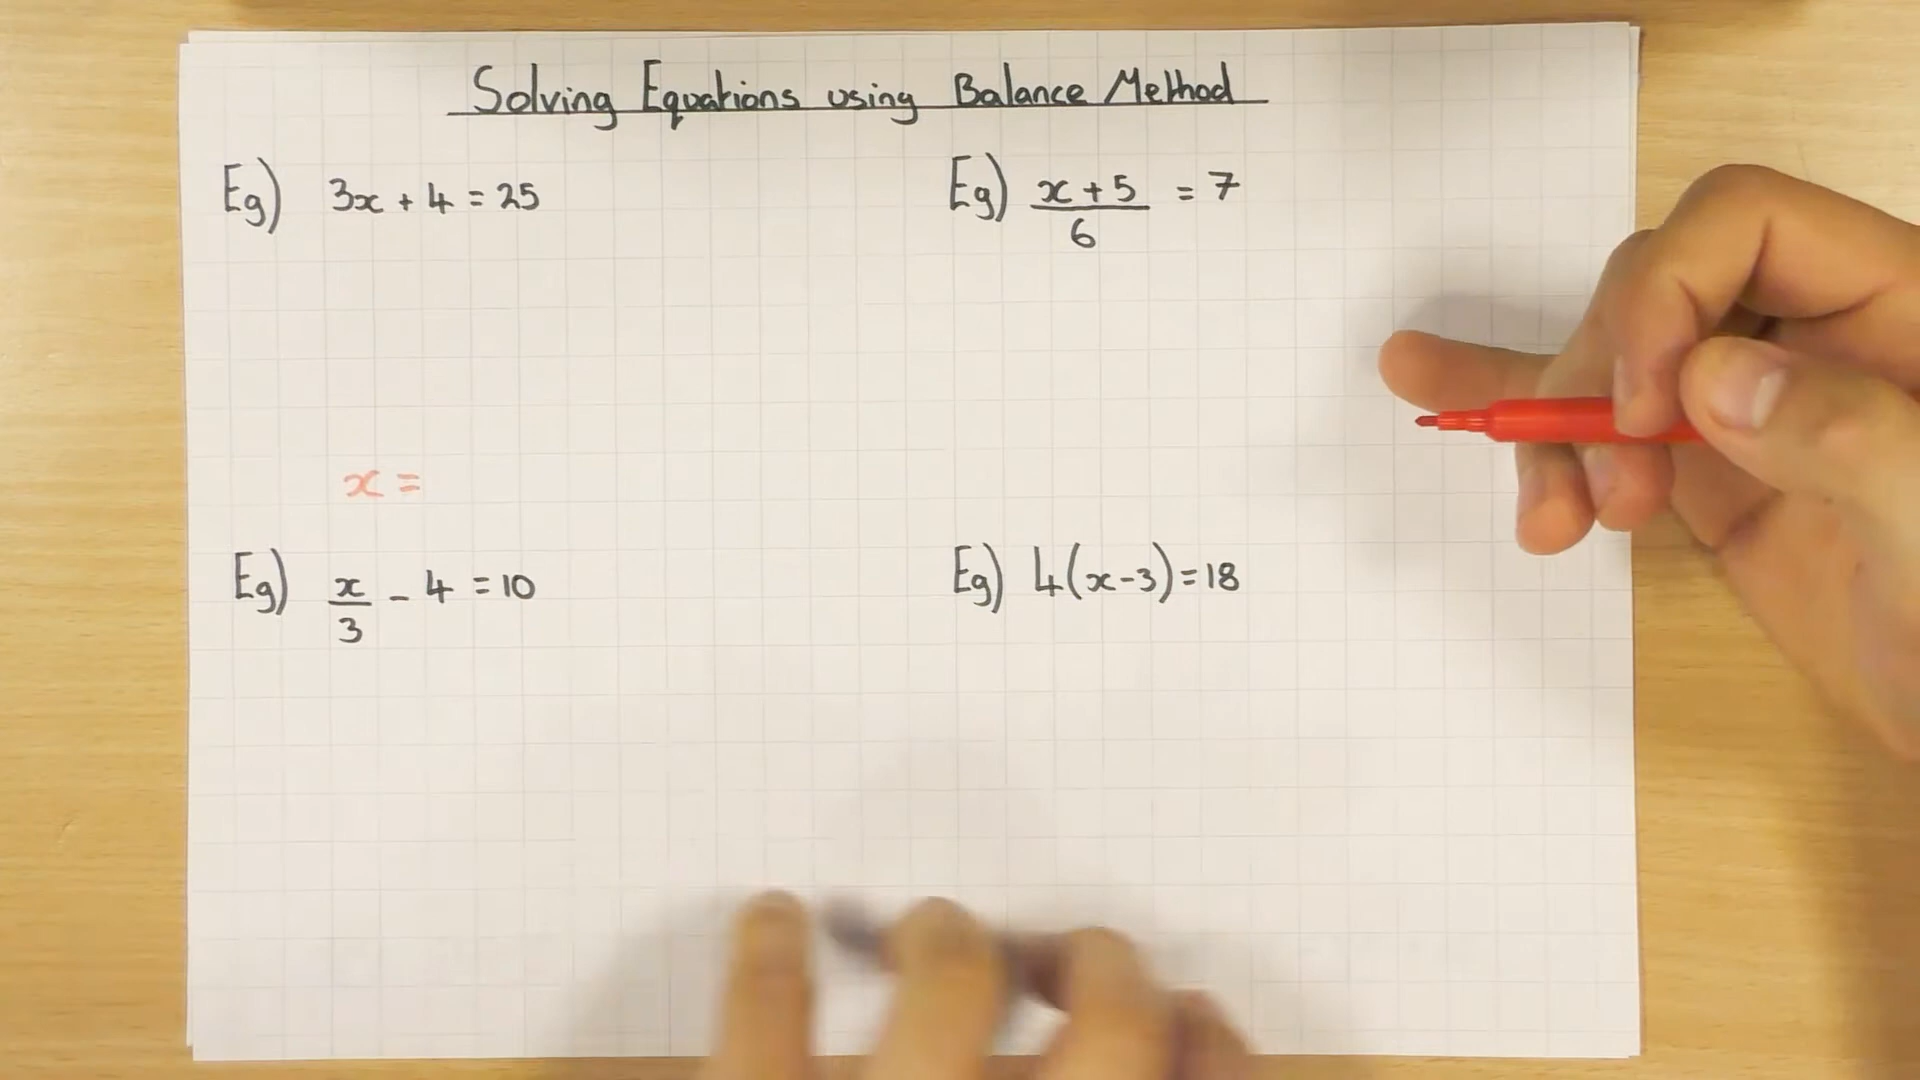 Solving Equations using Balance Method
Eg) 3x + 4 = 25
x =
Eg) x/3 - 4 = 10
Eg) (x + 5)/6 = 7
Eg) 4(x-3)=18